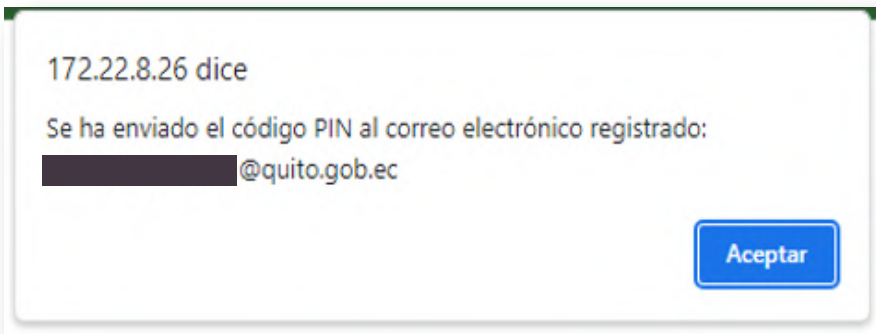 172.22.8.26 dice
Se ha enviado el código PIN al correo electrónico registrado:
@quito.gob.ec
Aceptar